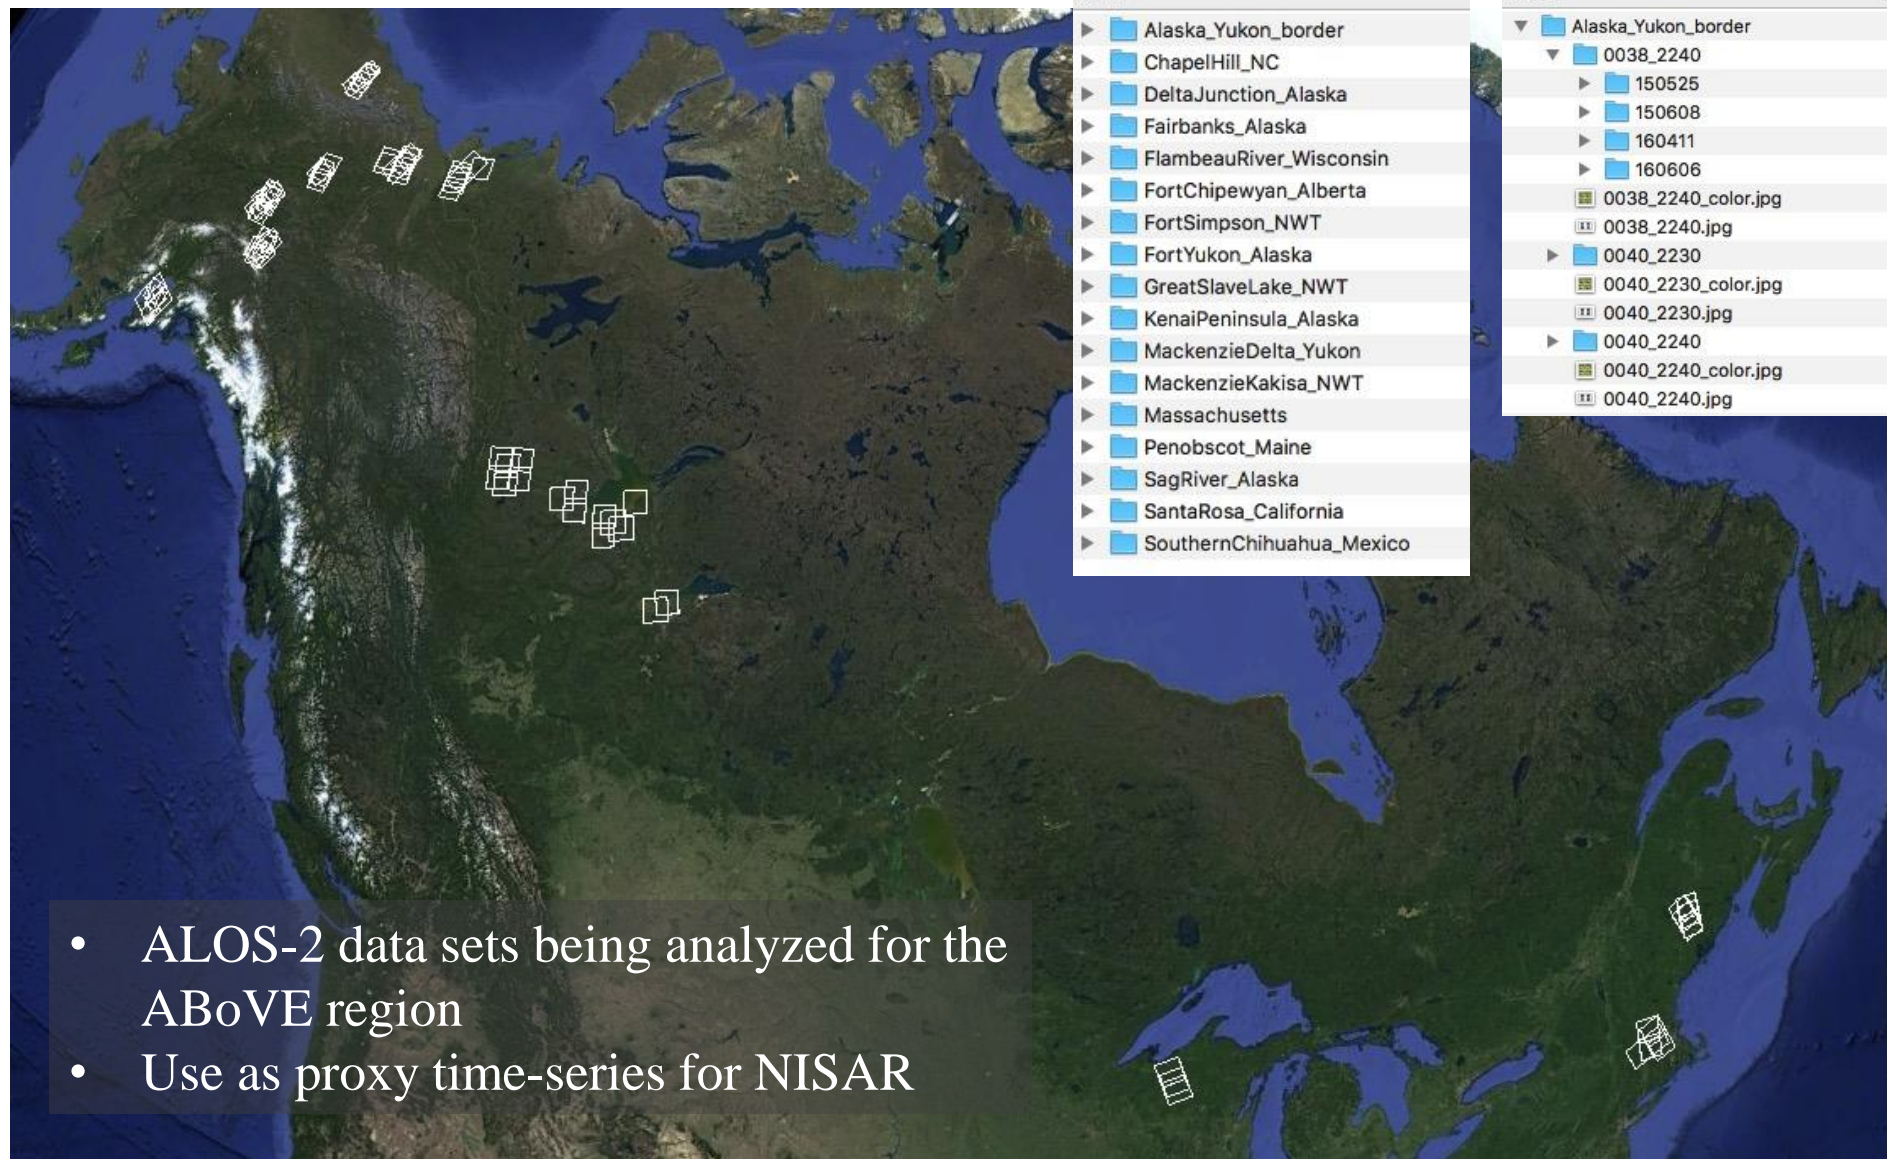 Alaska_Yukon_border
ChapelHill_NC
DeltaJunction_Alaska
Fairbanks_Alaska
FlambeauRiver_Wisconsin
FortChipewyan_Alberta
FortSimpson_NWT
FortYukon_Alaska
GreatSlaveLake_NWT
KenaiPeninsula_Alaska
MackenzieDelta_Yukon
MackenzieKakisa_NWT
Massachusetts
Penobscot_Maine
SagRiver_Alaska
SantaRosa_California
SouthernChihuahua_Mexico
Alaska_Yukon_border
0038_2240
150525
150608
160411
160606
0038_2240_color.jpg
0038_2240.jpg
0040_2230
0040_2230_color.jpg
0040_2230.jpg
0040_2240
0040_2240_color.jpg
0040_2240.jpg
• ALOS-2 data sets being analyzed for the
ABoVE region
• Use as proxy time-series for NISAR